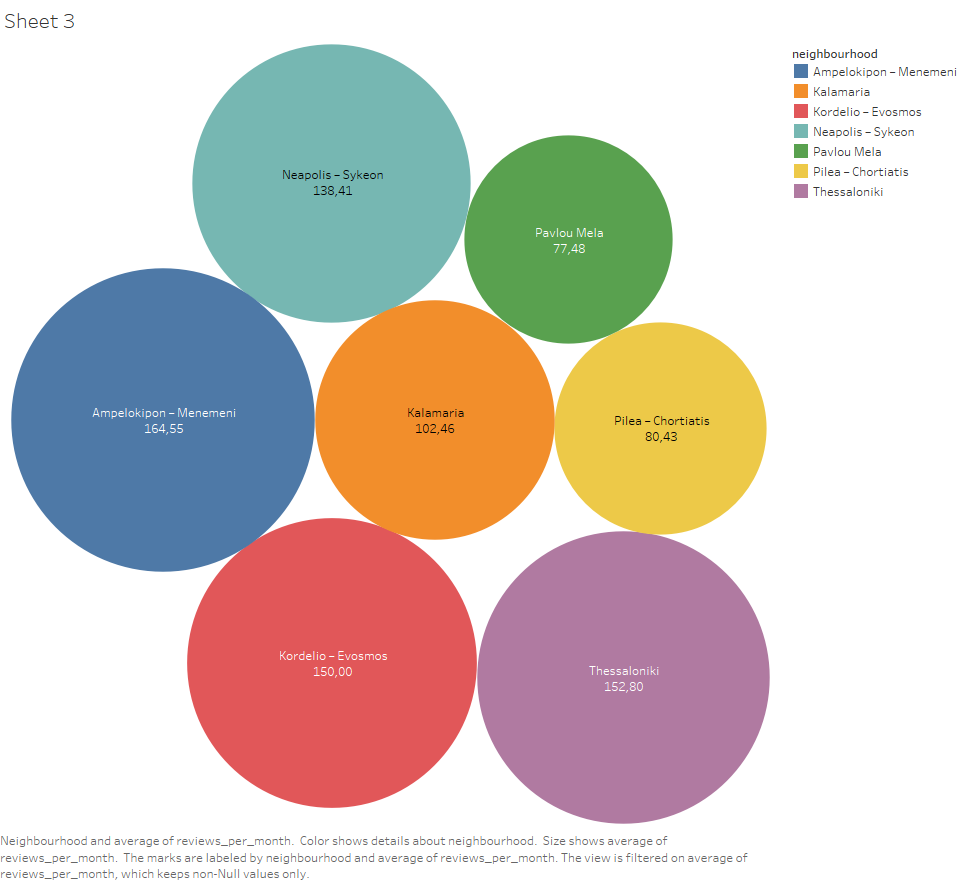 Sheet 3
neighbourhood
Ampelokipon – Menemeni
Kalamaria
Kordelio – Evosmos
Neapolis – Sykeon
Pavlou Mela
Pilea – Chortiatis
Thessaloniki
Neapolis – Sykeon
138,41
Pavlou Mela
77,48
Ampelokipon – Menemeni
164,55
Kalamaria
102,46
Pilea – Chortiatis
80,43
Kordelio – Evosmos
150,00
Thessaloniki
152,80
Neighbourhood and average of reviews_per_month.  Color shows details about neighbourhood.  Size shows average of
reviews_per_month.  The marks are labeled by neighbourhood and average of reviews_per_month. The view is filtered on average of
reviews_per_month, which keeps non-Null values only.